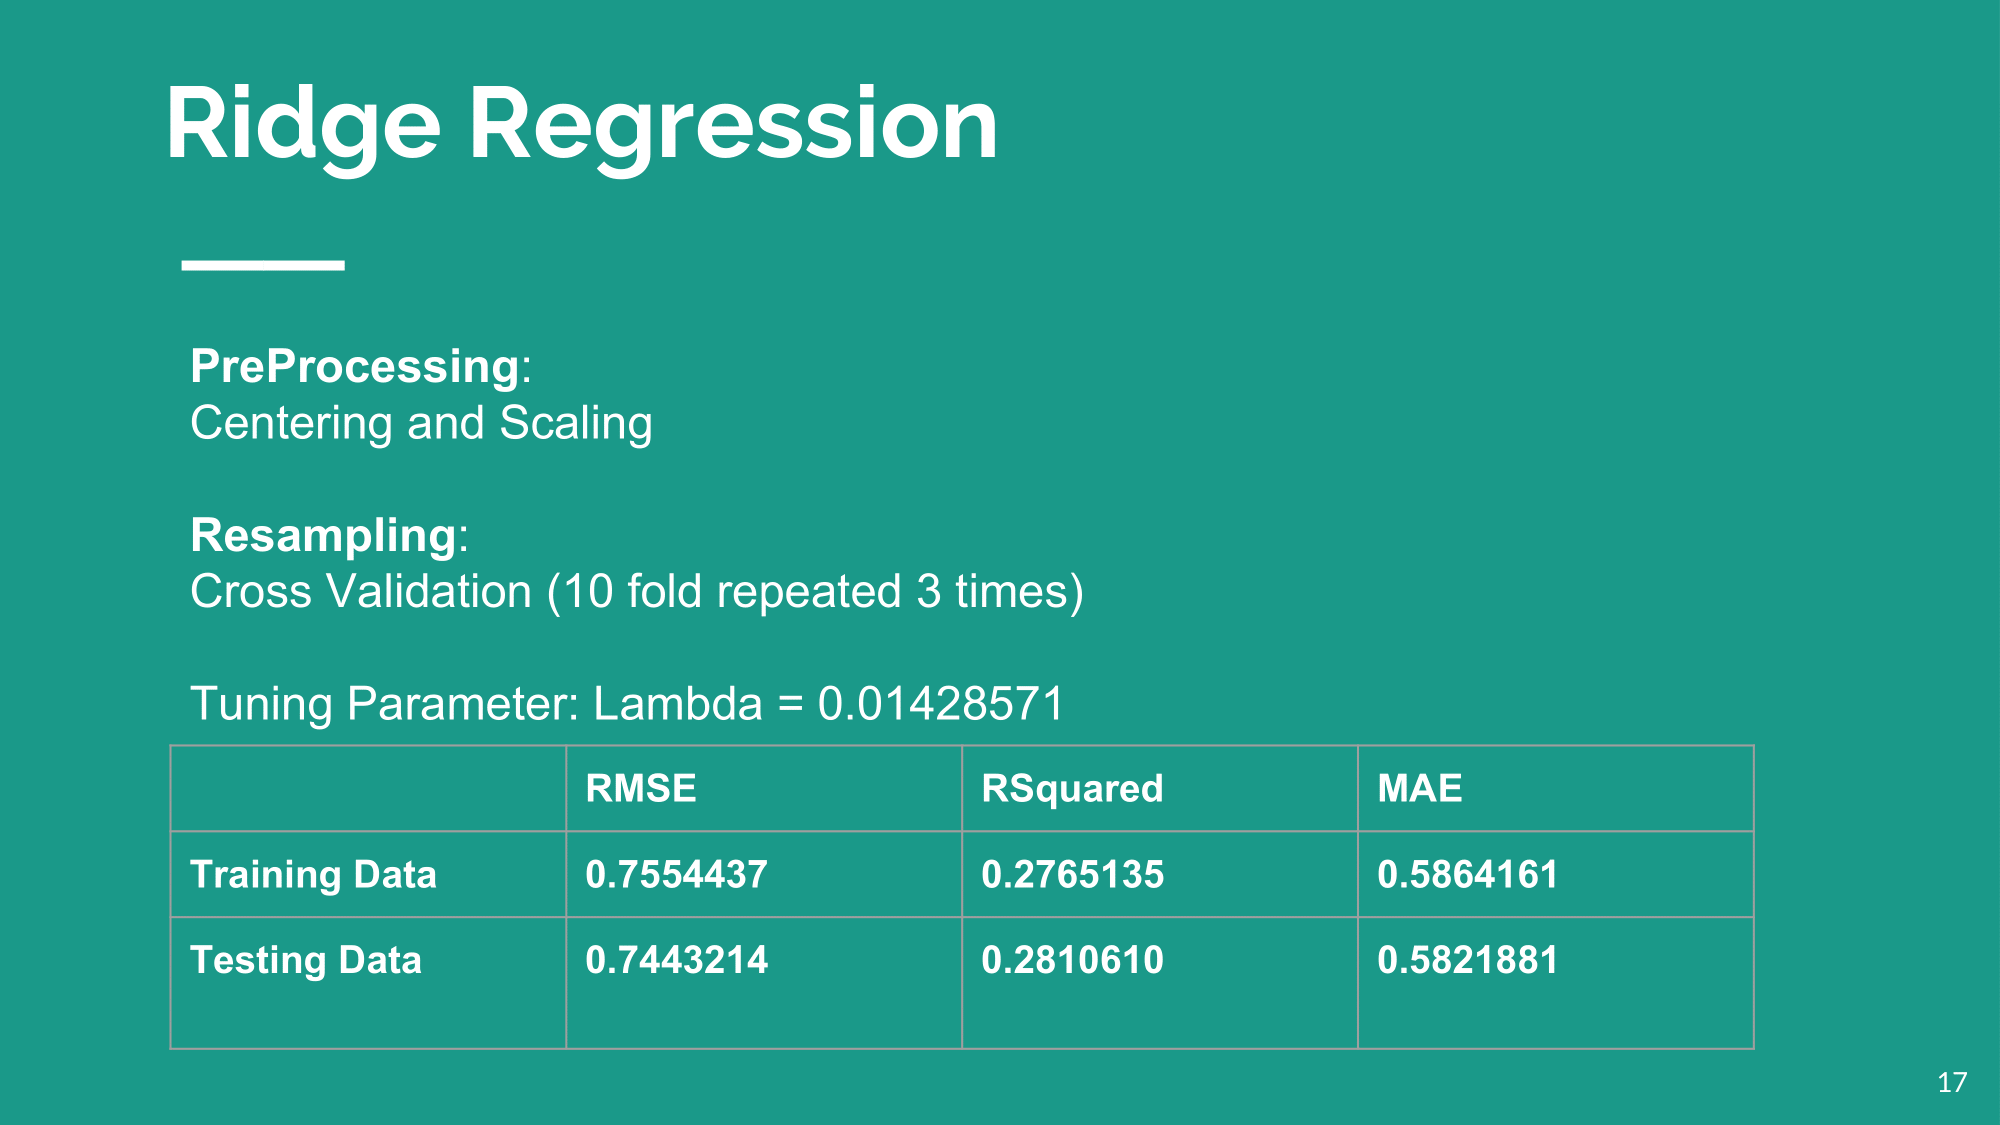 Ridge Regression
PreProcessing:
Centering and Scaling
Resampling:
Cross Validation (10 fold repeated 3 times)
Tuning Parameter: Lambda = 0.01428571
RMSE RSquared MAE
Training Data 0.7554437 0.2765135 0.5864161
Testing Data 0.7443214 0.2810610 0.5821881
17